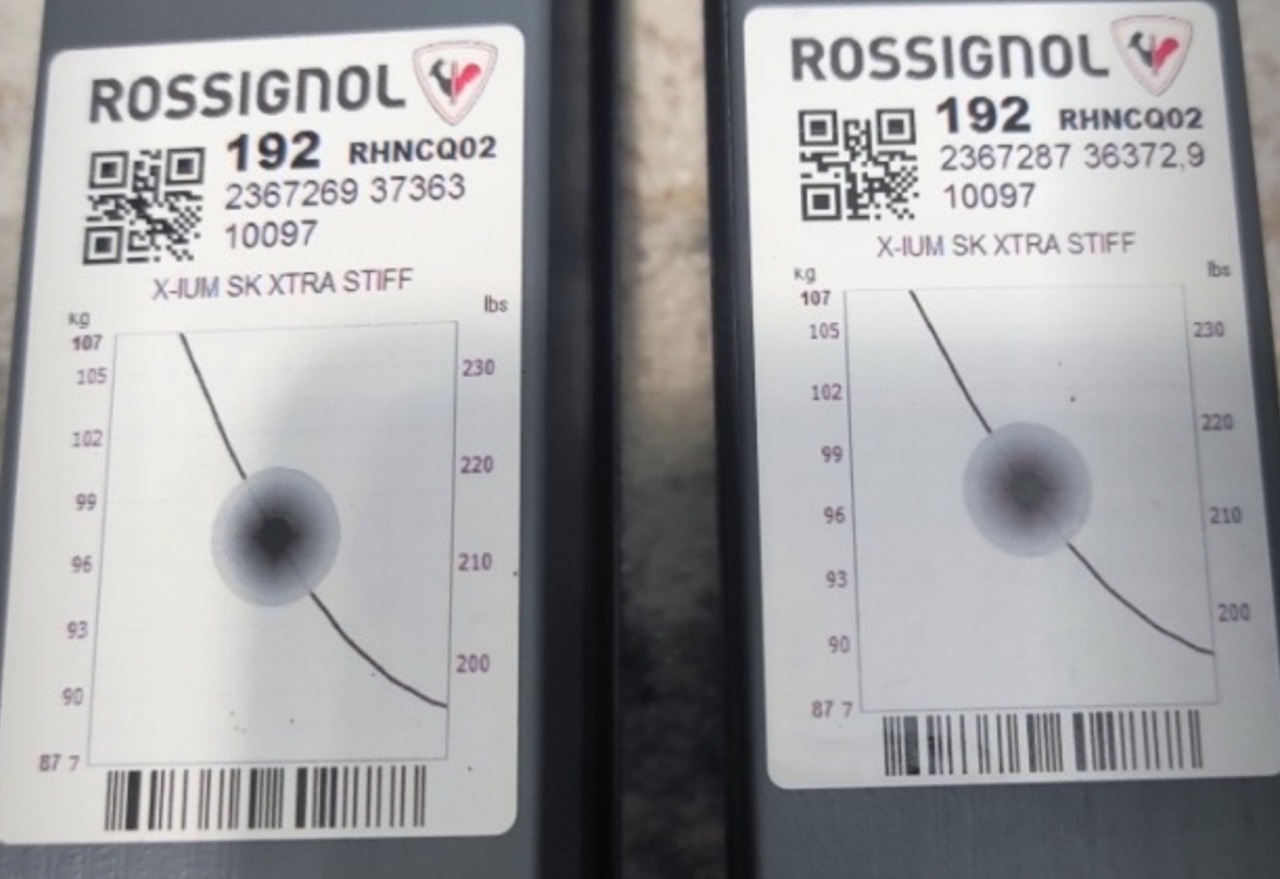 ROSSIGNOL
192 RHNCQ02
2367269 37363
10097
X-IUM SK XTRA STIFF
Kg
lbs
107
105
230
102
220
99
96
210
93
200
90
87 7
ROSSIGNOL
192 RHNCQ02
2367287 36372,9
10097
X-IUM SK XTRA STIFF
Kg
lbs
107
105
230
102
220
99
96
210
93
200
90
87 7